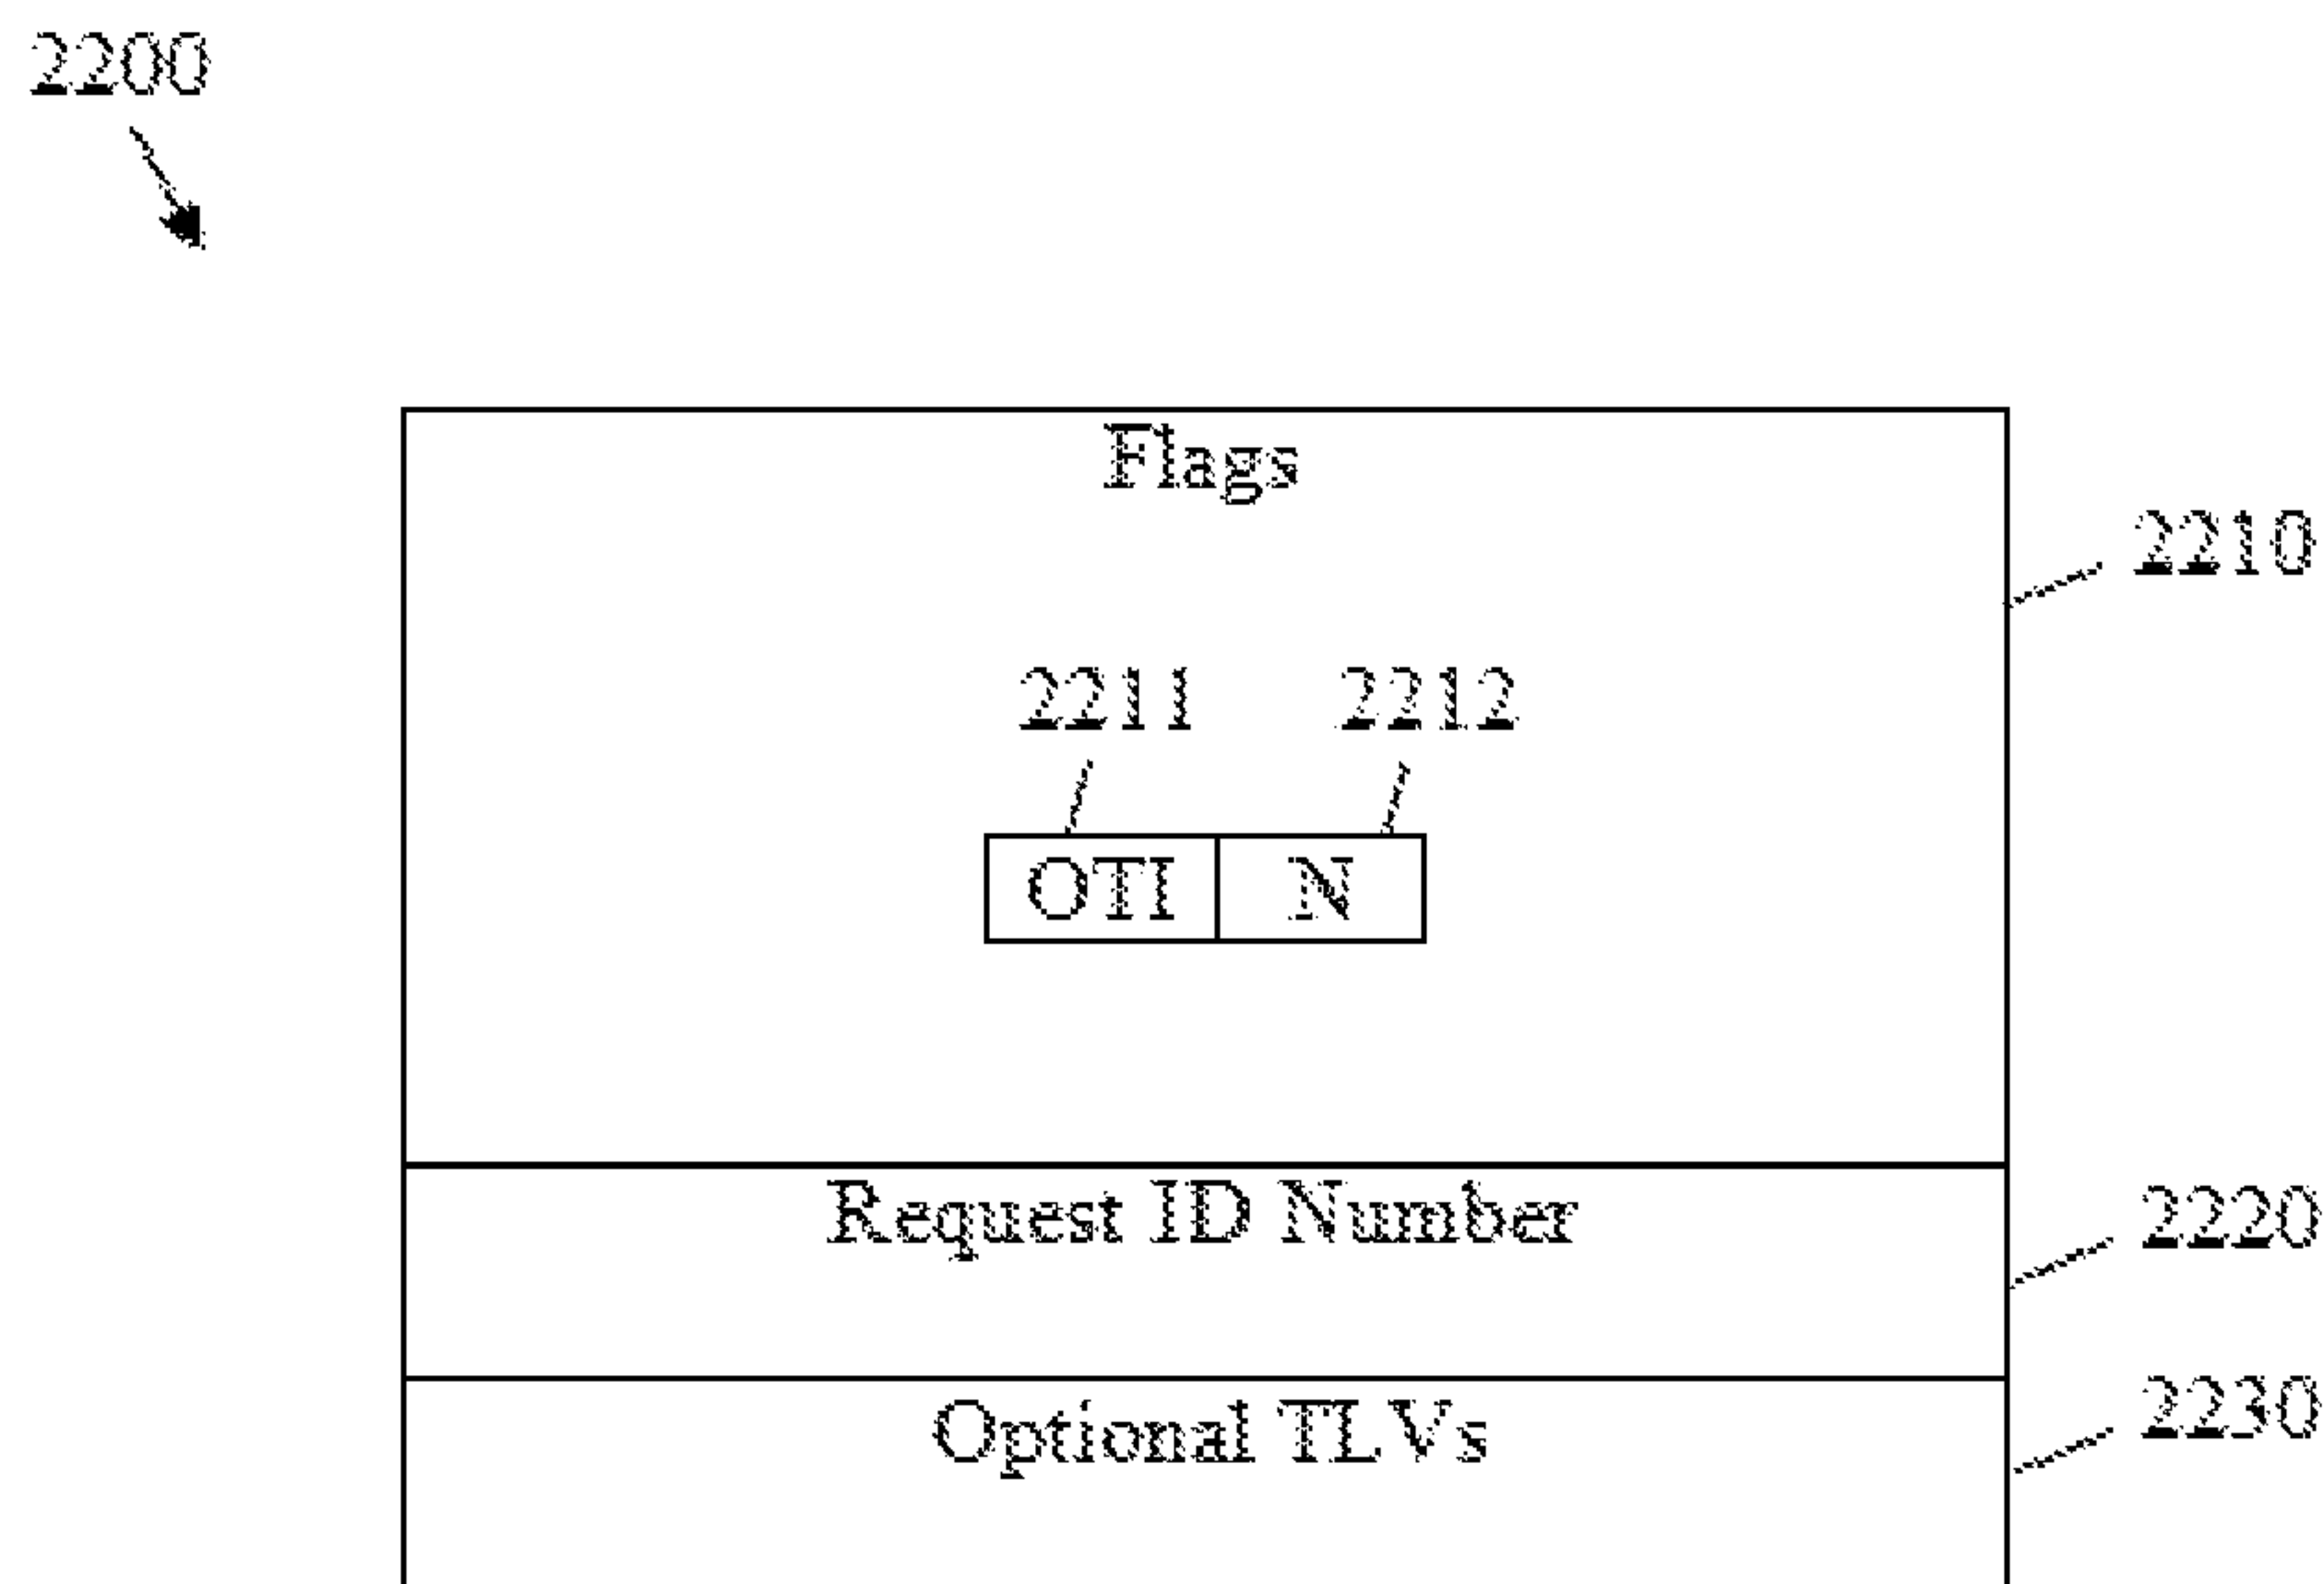 2200
Flags
2210
2211 2212
OTI N
Request ID Number
2220
Optional TLVs
2230